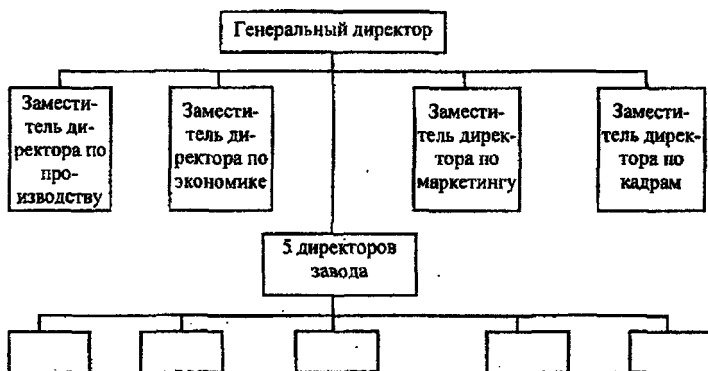 Генеральный директор
Замести-
тель ди-
ректора по
про-
изводству
Замести-
тель ди-
ректора по
экономике
Замести-
тель дирек-
тора по
маркетингу
Замести-
тель дирек-
тора по
кадрам
5 директоров
завода